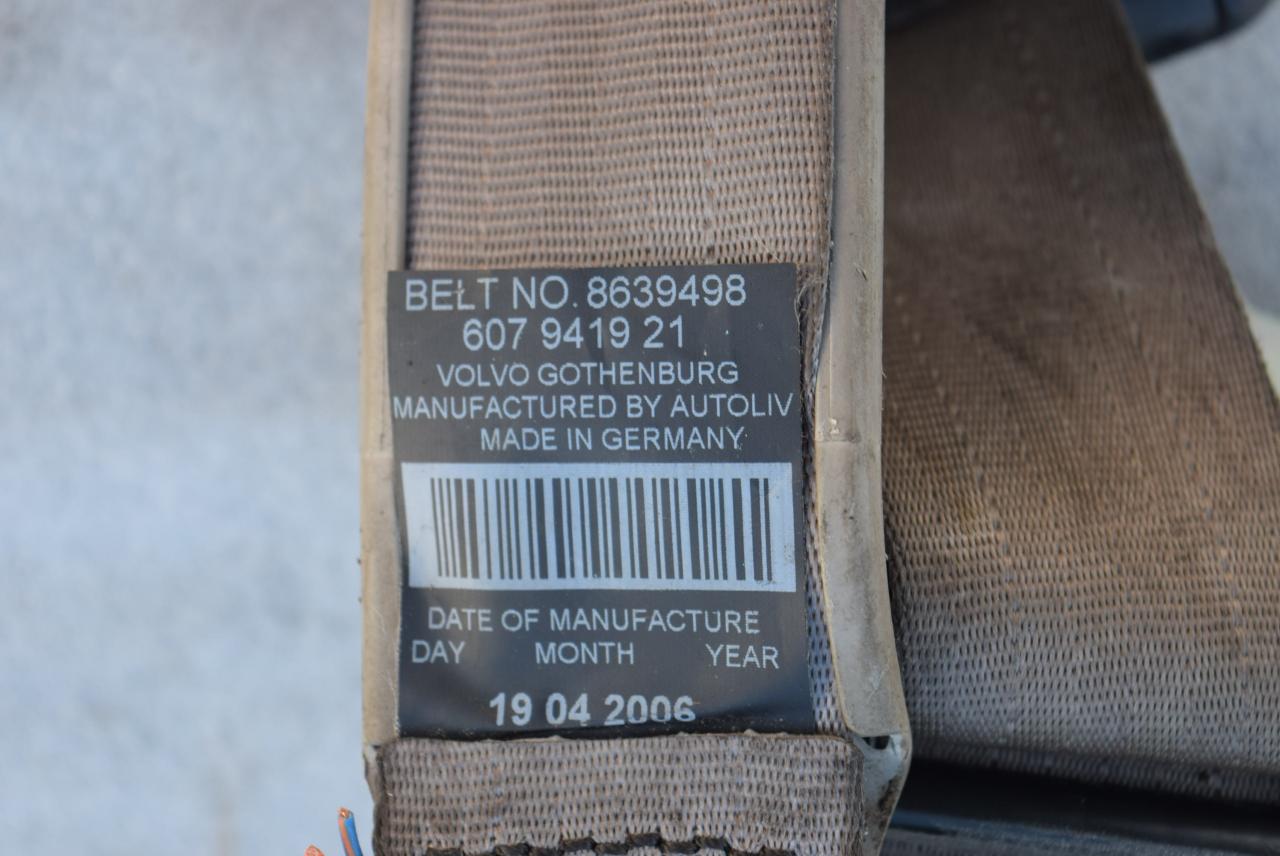 BELT NO. 8639498
607 9419 21
VOLVO GOTHENBURG
MANUFACTURED BY AUTOLIV
MADE IN GERMANY
DATE OF MANUFACTURE
DAY MONTH YEAR
19 04 2006